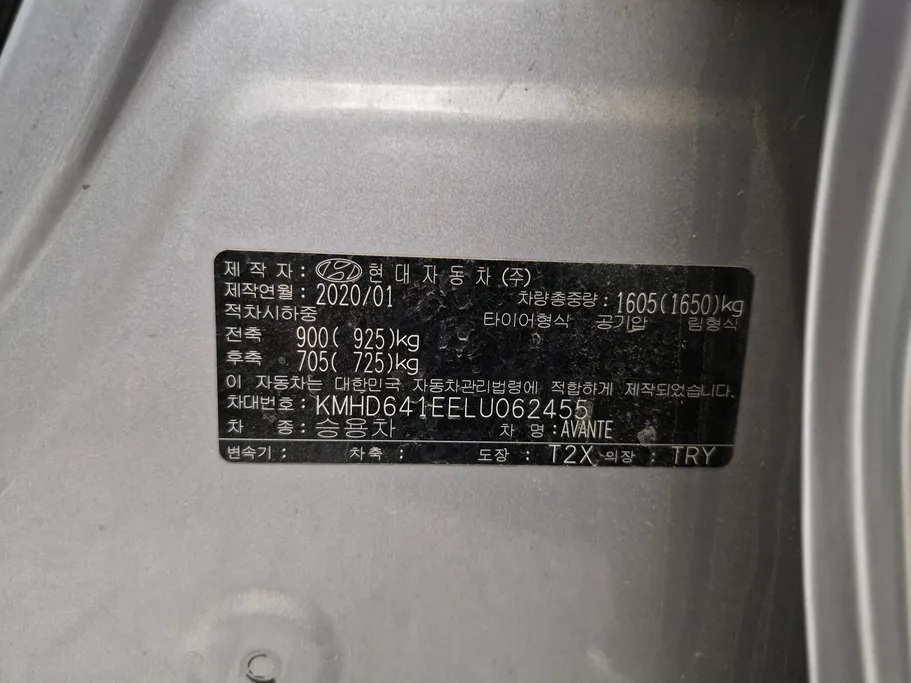 제 작 자 : 현 대 자 동 차 (주)
제작연월 : 2020/01 차량총중량 : 1605(1650)kg
적차시하중 타이어형식 공기압 림형식
전축 900( 925)kg
후축 705( 725)kg
이 자동차는 대한민국 자동차관리법령에 적합하게 제작되었습니다.
차대번호 : KMHD641EELU062455
차 종 : 승용차 차 명 : AVANTE
변속기 : 차축 : 도장 : T2X 의장 : TRY